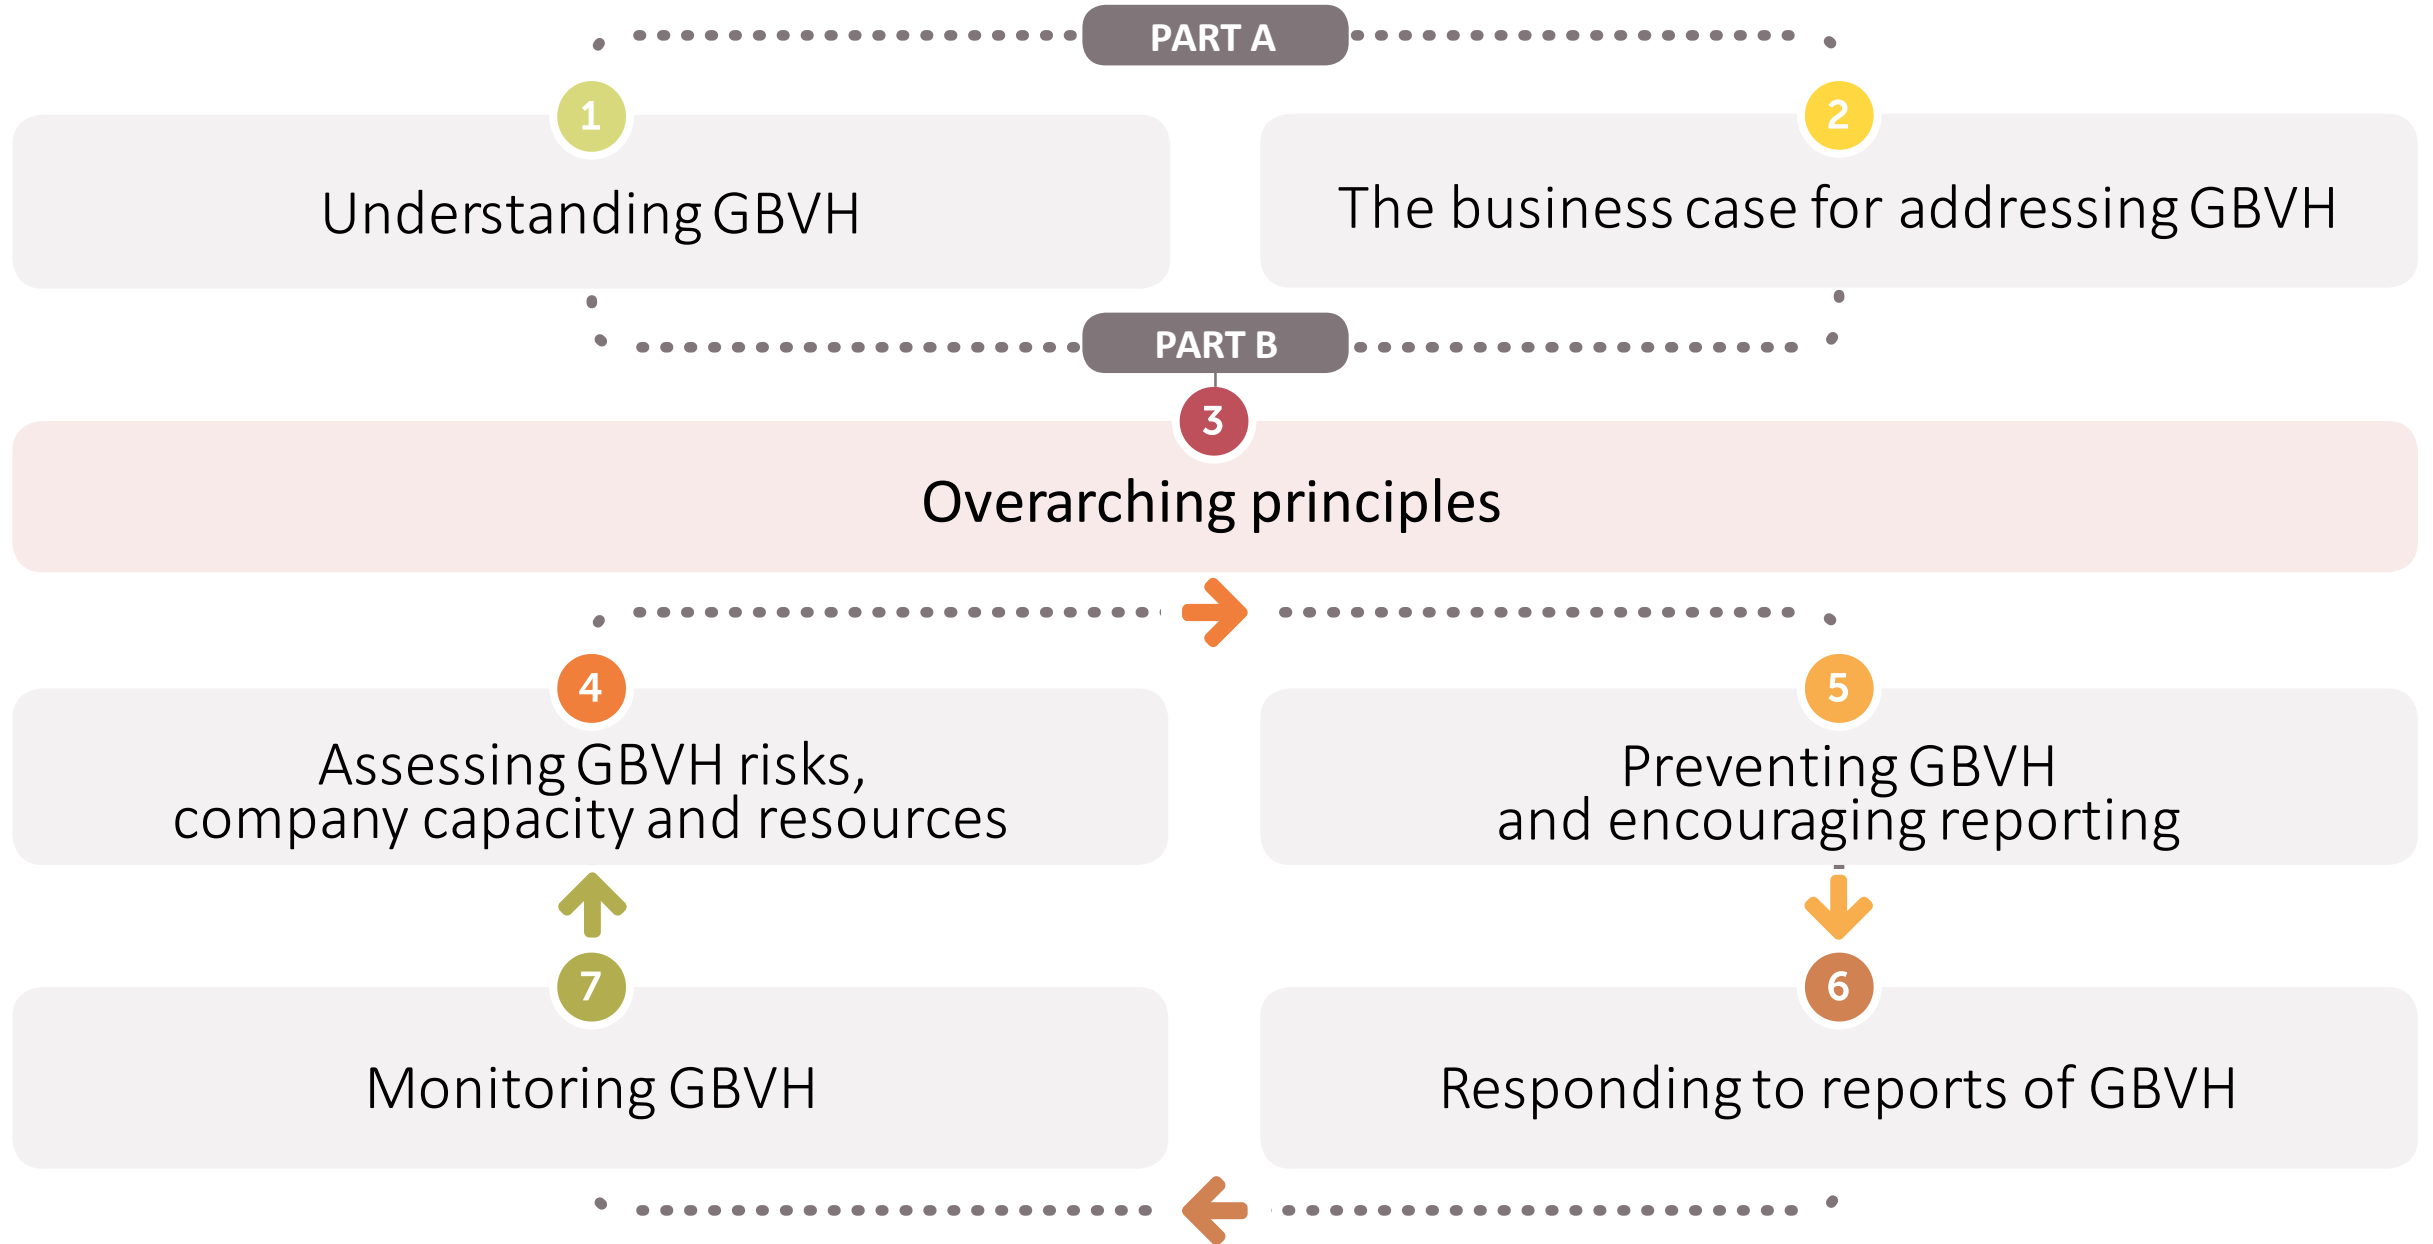 PART A
1
2
Understanding GBVH
The business case for addressing GBVH
PART B
3
Overarching principles
4
5
Assessing GBVH risks,
company capacity and resources
Preventing GBVH
and encouraging reporting
7
6
Monitoring GBVH
Responding to reports of GBVH